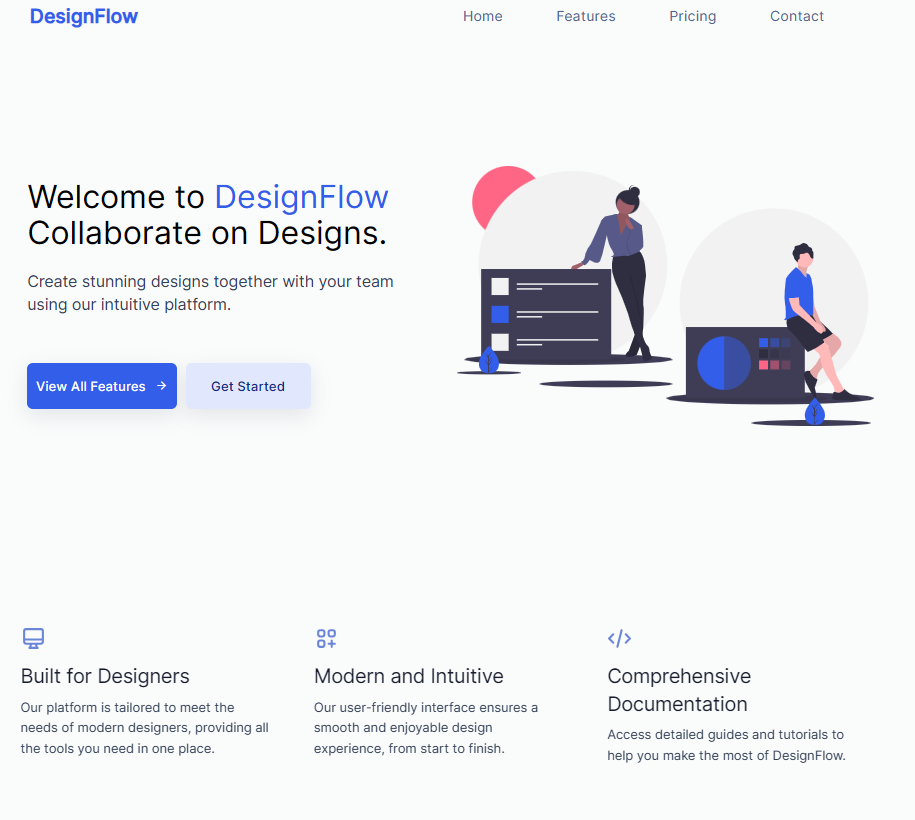 DesignFlow Home Features Pricing Contact
Welcome to DesignFlow
Collaborate on Designs.
Create stunning designs together with your team
using our intuitive platform.
View All Features → Get Started
Built for Designers
Our platform is tailored to meet the
needs of modern designers, providing all
the tools you need in one place.
Modern and Intuitive
Our user-friendly interface ensures a
smooth and enjoyable design
experience, from start to finish.
Comprehensive
Documentation
Access detailed guides and tutorials to
help you make the most of DesignFlow.